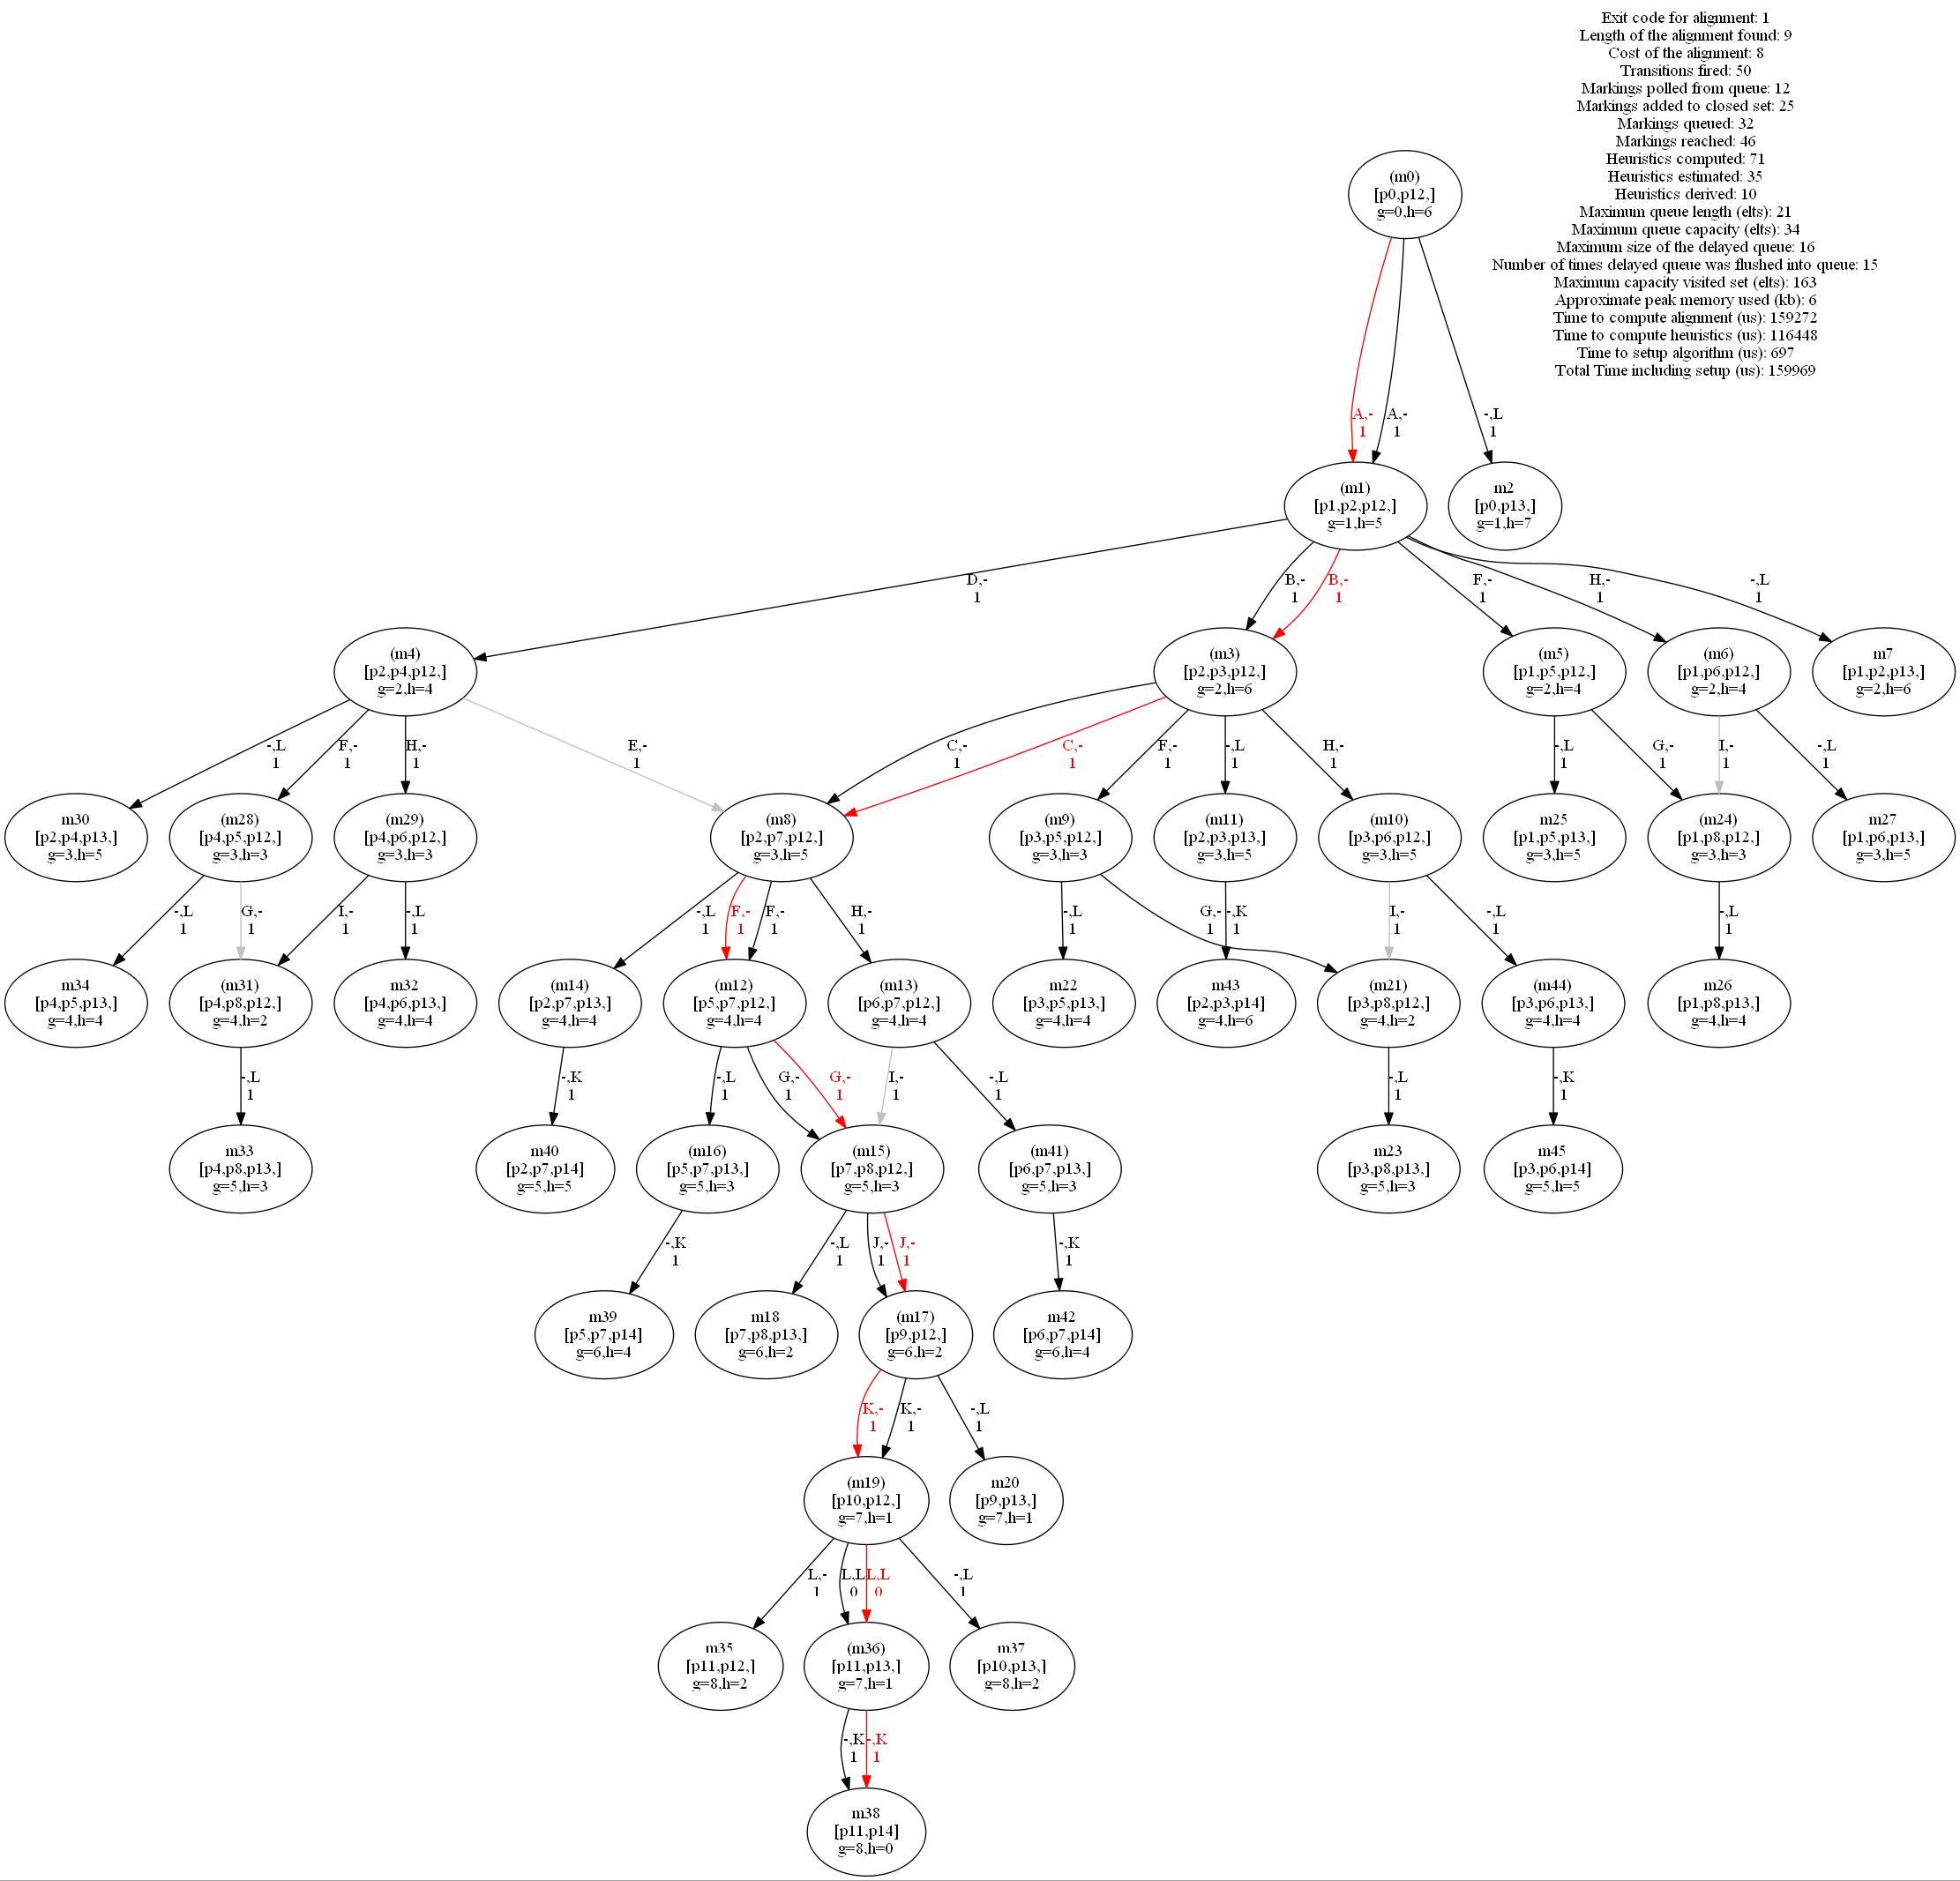 Exit code for alignment: 1
Length of the alignment found: 9
Cost of the alignment: 8
Transitions fired: 50
Markings polled from queue: 12
Markings added to closed set: 25
Markings queued: 32
Markings reached: 46
Heuristics computed: 71
Heuristics estimated: 35
Heuristics derived: 10
Maximum queue length (elts): 21
Maximum queue capacity (elts): 34
Maximum size of the delayed queue: 16
Number of times delayed queue was flushed into queue: 15
Maximum capacity visited set (elts): 163
Approximate peak memory used (kb): 6
Time to compute alignment (us): 159272
Time to compute heuristics (us): 116448
Time to setup algorithm (us): 697
Total Time including setup (us): 159969
(m0)
[p0,p12,]
g=0,h=6
A,-
1
A,-
1
-,L
1
(m1)
[p1,p2,p12,]
g=1,h=5
m2
[p0,p13,]
g=1,h=7
D,-
1
B,-
1
B,-
1
F,-
1
H,-
1
-,L
1
(m4)
[p2,p4,p12,]
g=2,h=4
(m3)
[p2,p3,p12,]
g=2,h=6
(m5)
[p1,p5,p12,]
g=2,h=4
(m6)
[p1,p6,p12,]
g=2,h=4
m7
[p1,p2,p13,]
g=2,h=6
-,L
1
F,-
1
H,-
1
E,-
1
C,-
1
C,-
1
F,-
1
-,L
1
H,-
1
-,L
1
G,-
1
I,-
1
-,L
1
m30
[p2,p4,p13,]
g=3,h=5
(m28)
[p4,p5,p12,]
g=3,h=3
(m29)
[p4,p6,p12,]
g=3,h=3
(m8)
[p2,p7,p12,]
g=3,h=5
(m9)
[p3,p5,p12,]
g=3,h=3
(m11)
[p2,p3,p13,]
g=3,h=5
(m10)
[p3,p6,p12,]
g=3,h=5
m25
[p1,p5,p13,]
g=3,h=5
(m24)
[p1,p8,p12,]
g=3,h=3
m27
[p1,p6,p13,]
g=3,h=5
-,L
1
G,-
1
I,-
1
-,L
1
-,L
1
F,-
1
F,-
1
H,-
1
-,L
1
G,-
1
-,K
1
I,-
1
-,L
1
-,L
1
m34
[p4,p5,p13,]
g=4,h=4
(m31)
[p4,p8,p12,]
g=4,h=2
m32
[p4,p6,p13,]
g=4,h=4
(m14)
[p2,p7,p13,]
g=4,h=4
(m12)
[p5,p7,p12,]
g=4,h=4
(m13)
[p6,p7,p12,]
g=4,h=4
m22
[p3,p5,p13,]
g=4,h=4
m43
[p2,p3,p14]
g=4,h=6
(m21)
[p3,p8,p12,]
g=4,h=2
(m44)
[p3,p6,p13,]
g=4,h=4
m26
[p1,p8,p13,]
g=4,h=4
-,L
1
-,K
1
-,L
1
G,-
1
G,-
1
I,-
1
-,L
1
-,L
1
-,K
1
m33
[p4,p8,p13,]
g=5,h=3
m40
[p2,p7,p14]
g=5,h=5
(m16)
[p5,p7,p13,]
g=5,h=3
(m15)
[p7,p8,p12,]
g=5,h=3
(m41)
[p6,p7,p13,]
g=5,h=3
m23
[p3,p8,p13,]
g=5,h=3
m45
[p3,p6,p14]
g=5,h=5
-,K
1
-,L
1
J,-
1
J,-
1
-,K
1
m39
[p5,p7,p14]
g=6,h=4
m18
[p7,p8,p13,]
g=6,h=2
(m17)
[p9,p12,]
g=6,h=2
m42
[p6,p7,p14]
g=6,h=4
K,-
1
K,-
1
-,L
1
(m19)
[p10,p12,]
g=7,h=1
m20
[p9,p13,]
g=7,h=1
L,-
1
L,L
0
L,L
0
-,L
1
m35
[p11,p12,]
g=8,h=2
(m36)
[p11,p13,]
g=7,h=1
m37
[p10,p13,]
g=8,h=2
-,K
1
-,K
1
m38
[p11,p14]
g=8,h=0